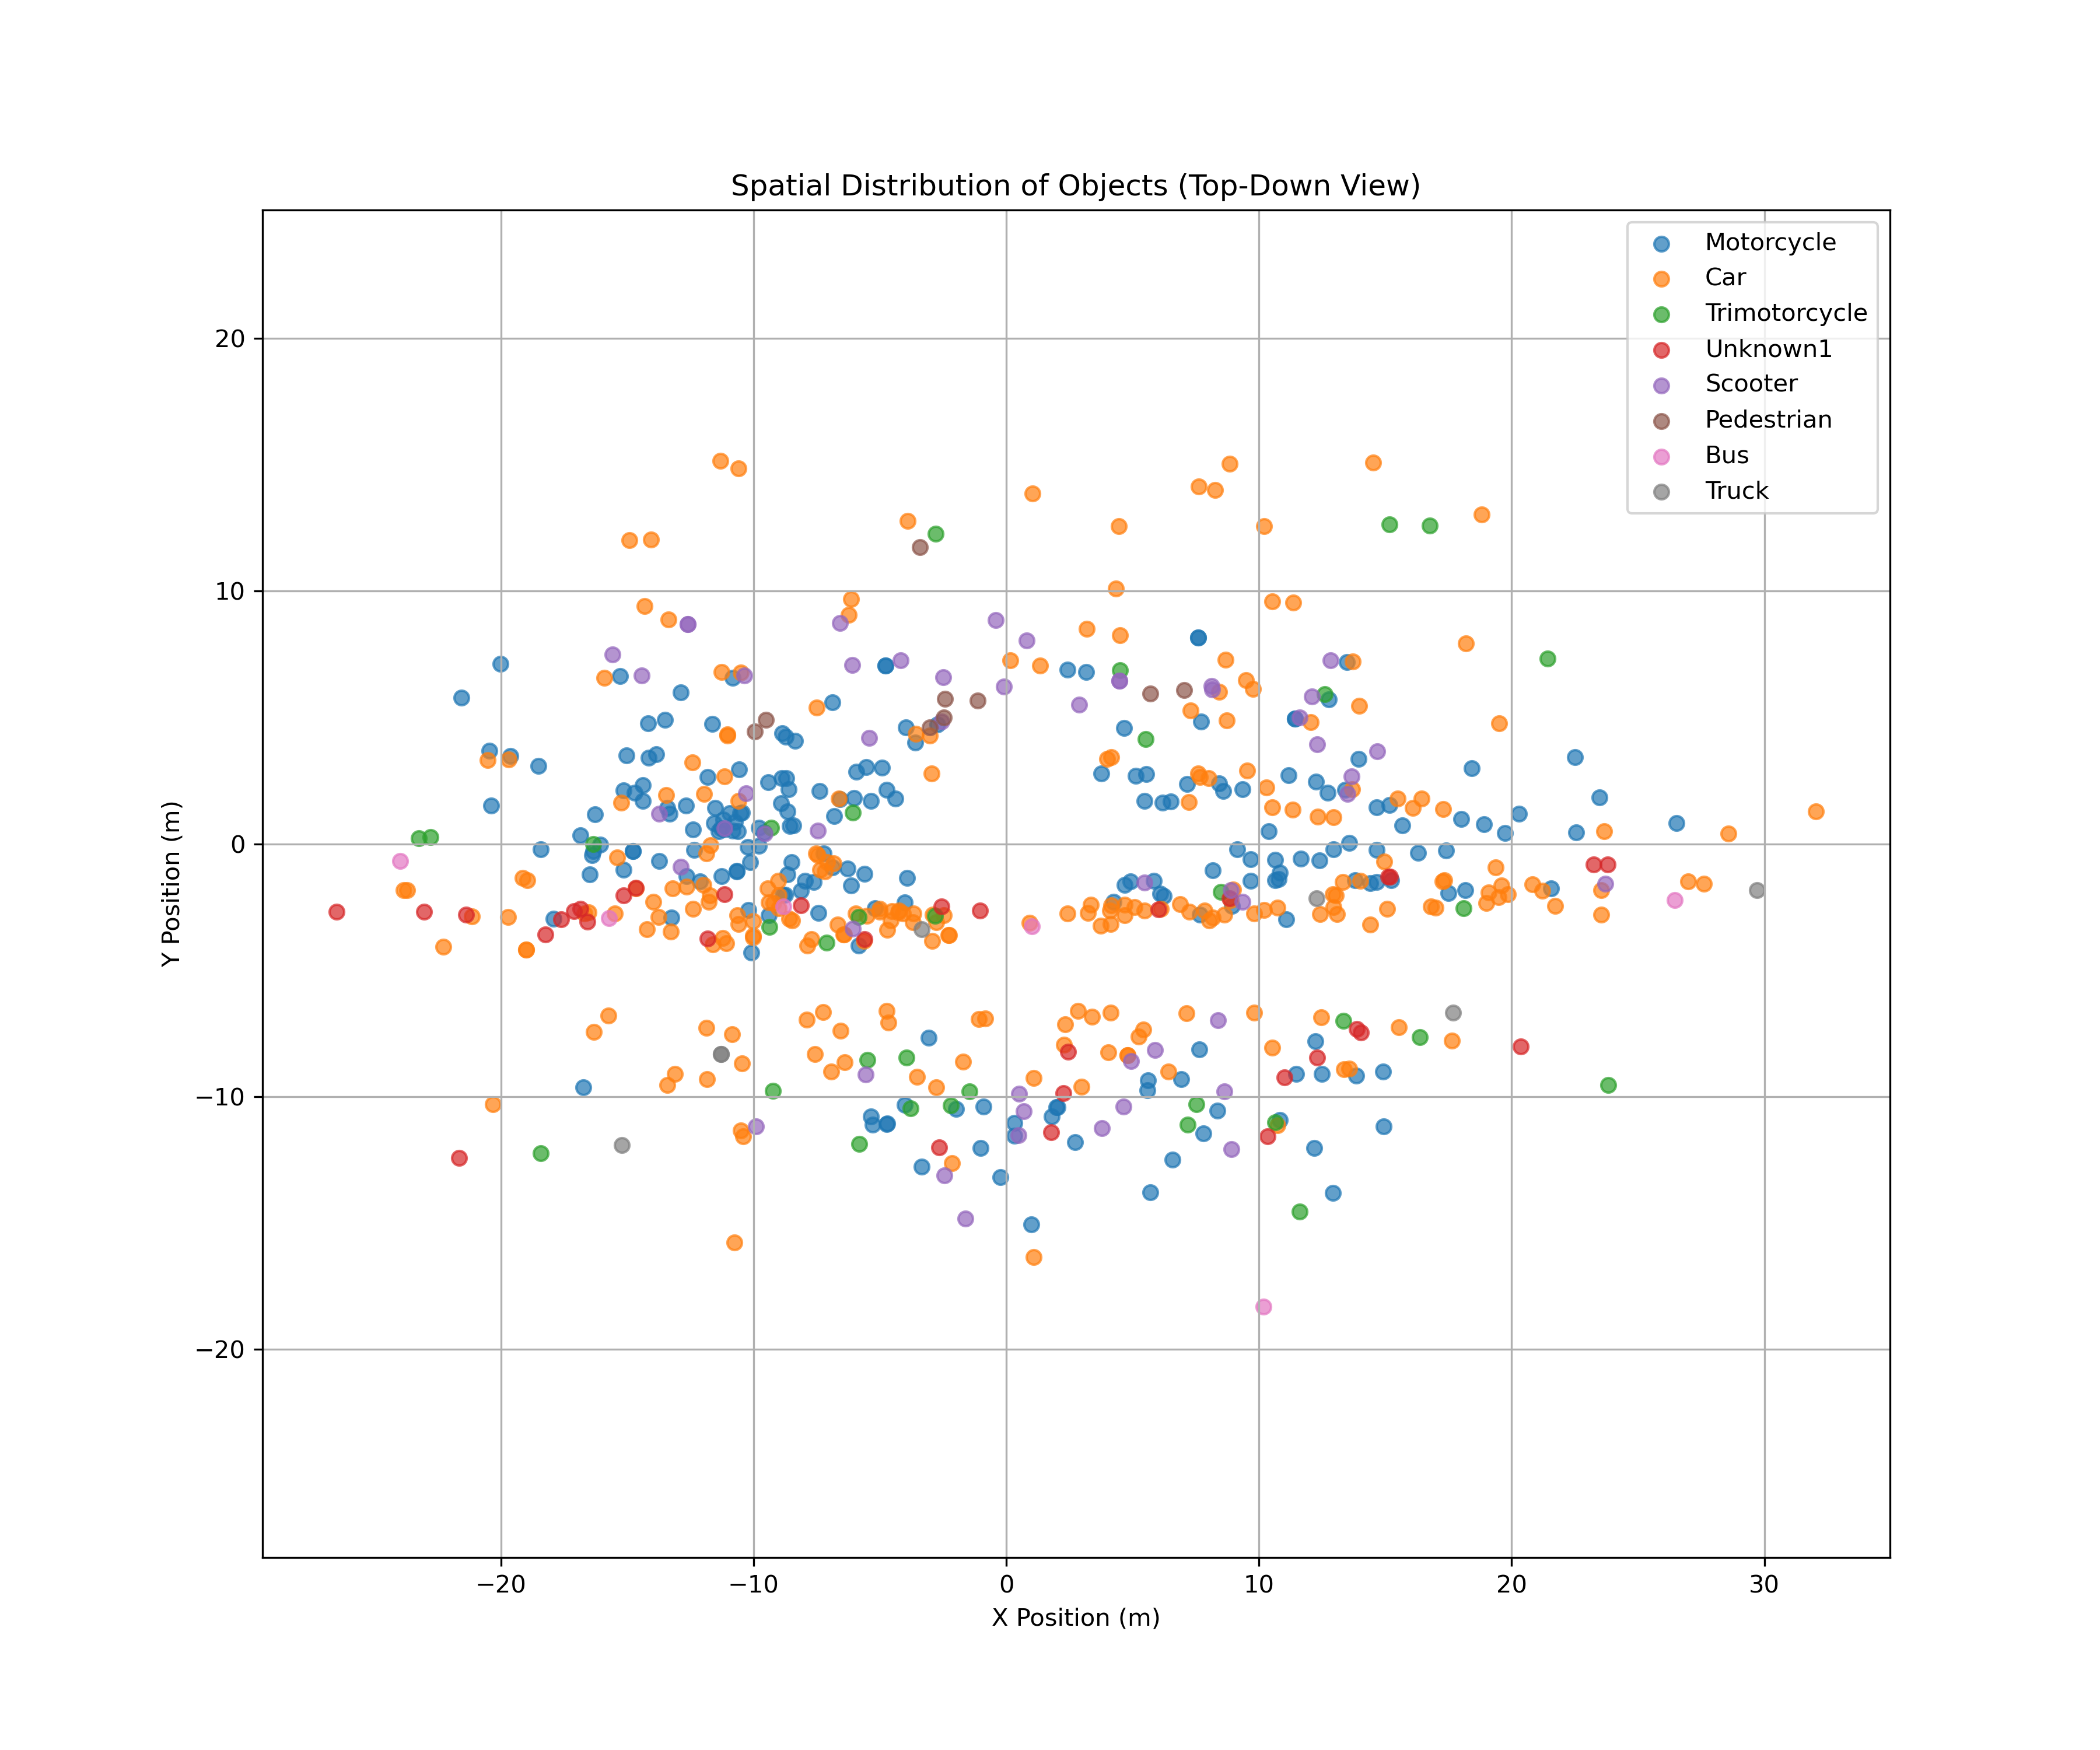 Spatial Distribution of Objects (Top-Down View)
Motorcycle
Car
Trimotorcycle
Unknown1
Scooter
Pedestrian
Bus
Truck
20
10
0
−10
−20
Y Position (m)
−20 −10 0 10 20 30
X Position (m)